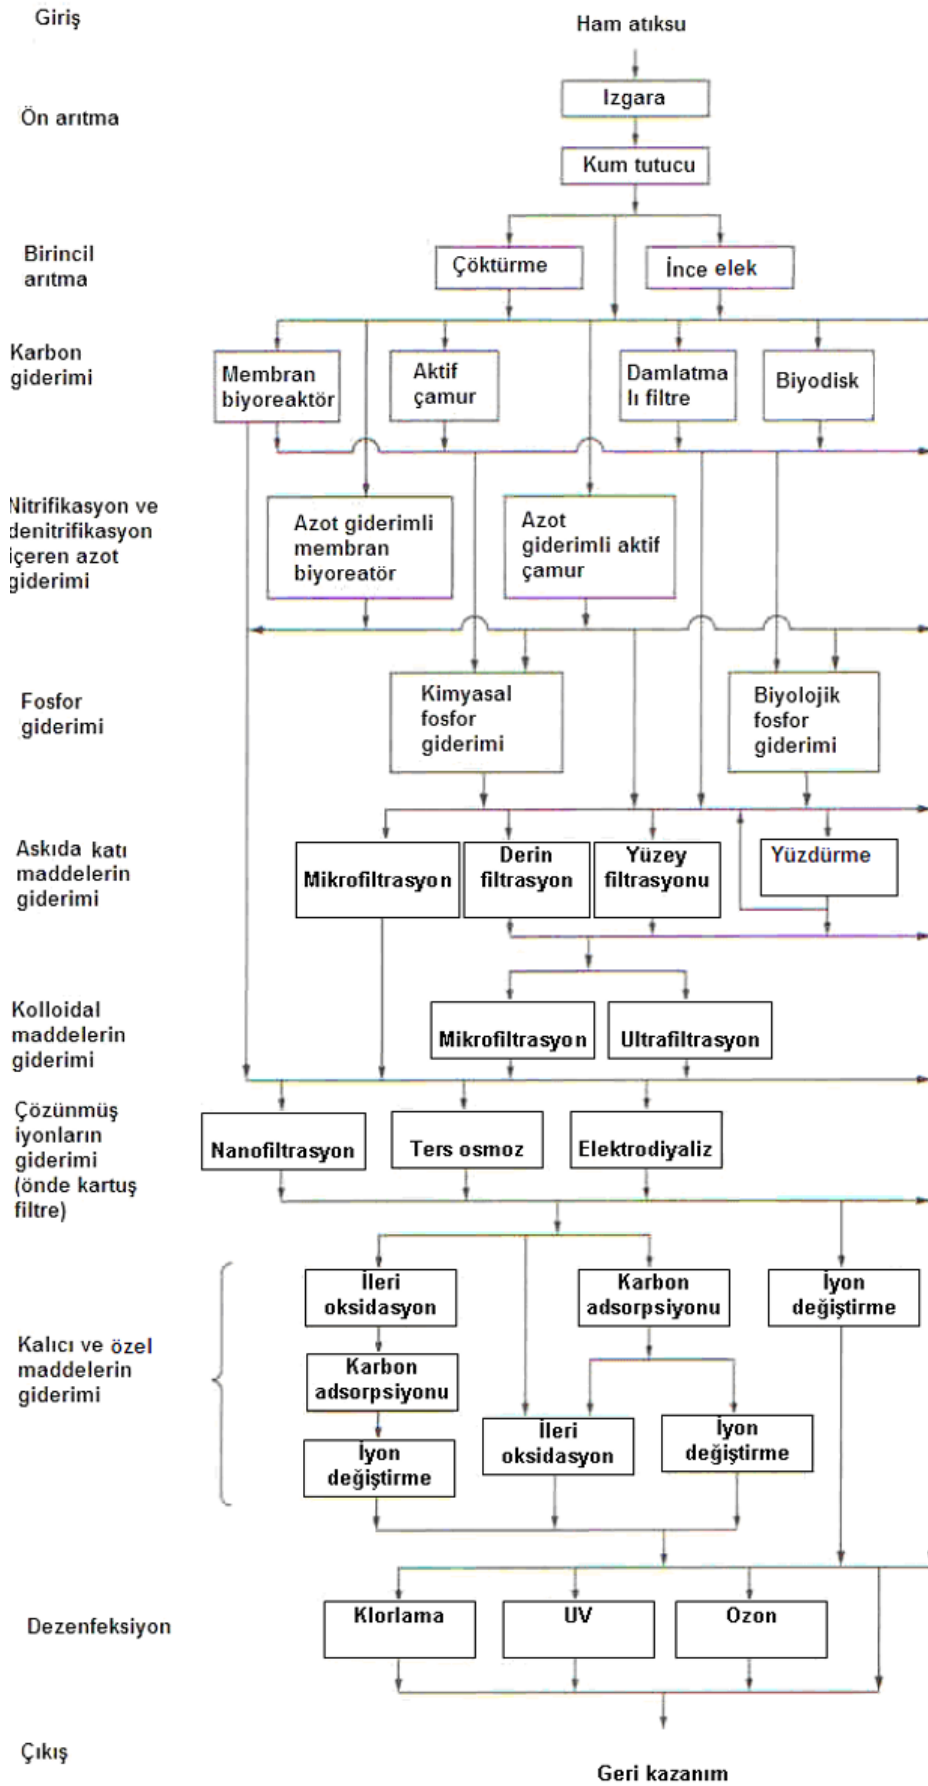 Giriş
Ham atıksu
Ön arıtma
Izgara
Kum tutucu
Birincil
arıtma
Çöktürme
İnce elek
Karbon
giderimi
Membran
biyoreaktör
Aktif
çamur
Damlatma
lı filtre
Biyodisk
Nitrifikasyon ve
denitrifikasyon
içeren azot
giderimi
Azot giderimli
membran
biyoreatör
Azot
giderimli aktif
çamur
Fosfor
giderimi
Kimyasal
fosfor
giderimi
Biyolojik
fosfor
giderimi
Askıda katı
maddelerin
giderimi
Mikrofiltrasyon
Derin
filtrasyon
Yüzey
filtrasyonu
Yüzdürme
Kolloidal
maddelerin
giderimi
Mikrofiltrasyon
Ultrafiltrasyon
Çözünmüş
iyonların
giderimi
(önde kartuş
filtre)
Nanofiltrasyon
Ters osmoz
Elektrodiyaliz
Kalıcı ve özel
maddelerin
giderimi
İleri
oksidasyon
Karbon
adsorpsiyonu
İyon
değiştirme
Karbon
adsorpsiyonu
İyon
değiştirme
İleri
oksidasyon
İyon
değiştirme
Dezenfeksiyon
Klorlama
UV
Ozon
Çıkış
Geri kazanım